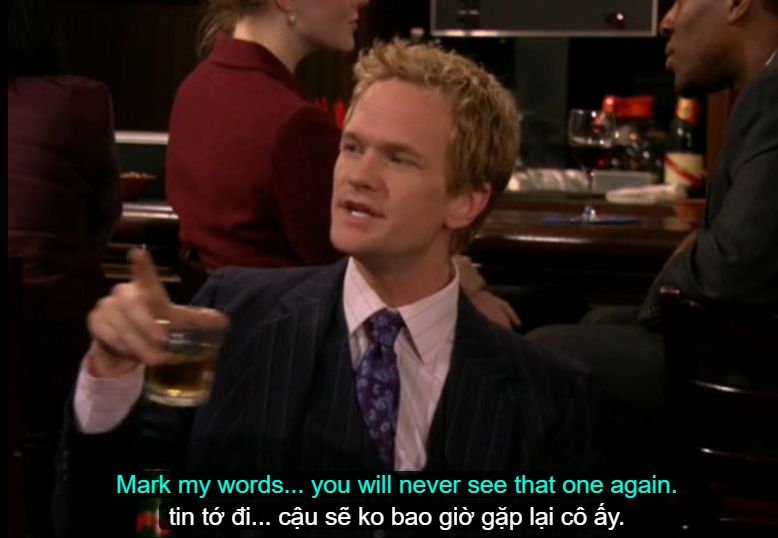 Mark my words... you will never see that one again.
tin tớ đi... cậu sẽ ko bao giờ gặp lại cô ấy.